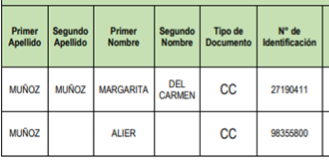 Primer Apellido Segundo Apellido Primer Nombre Segundo Nombre Tipo de Documento N° de Identificación
MUÑOZ MUÑOZ MARGARITA DEL CARMEN CC 27190411
MUÑOZ ALIER CC 98355800